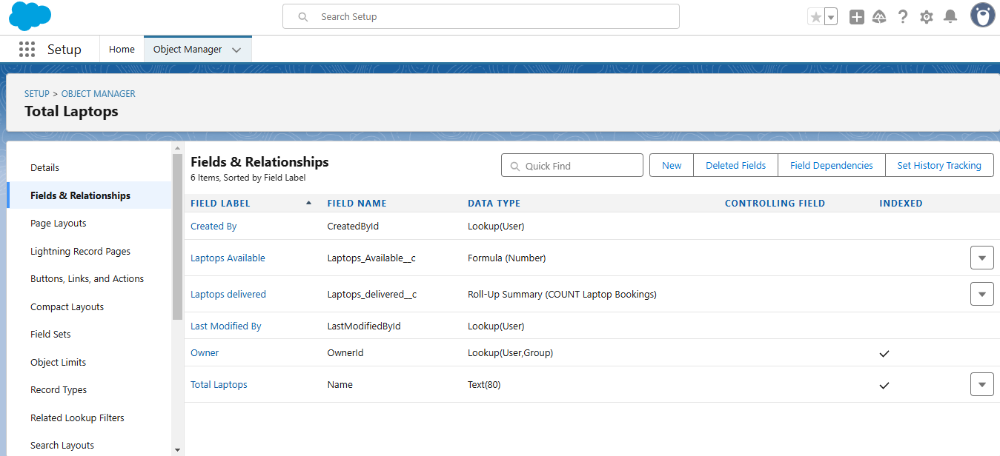 Search Setup
Setup
Home
Object Manager
SETUP > OBJECT MANAGER
Total Laptops
Details
Fields & Relationships
Page Layouts
Lightning Record Pages
Buttons, Links, and Actions
Compact Layouts
Field Sets
Object Limits
Record Types
Related Lookup Filters
Search Layouts
Fields & Relationships
6 Items, Sorted by Field Label
Quick Find
New Deleted Fields Field Dependencies Set History Tracking
FIELD LABEL FIELD NAME DATA TYPE CONTROLLING FIELD INDEXED
Created By CreatedById Lookup(User)
Laptops Available Laptops_Available__c Formula (Number)
Laptops delivered Laptops_delivered__c Roll-Up Summary (COUNT Laptop Bookings)
Last Modified By LastModifiedById Lookup(User)
Owner OwnerId Lookup(User,Group)
Total Laptops Name Text(80)